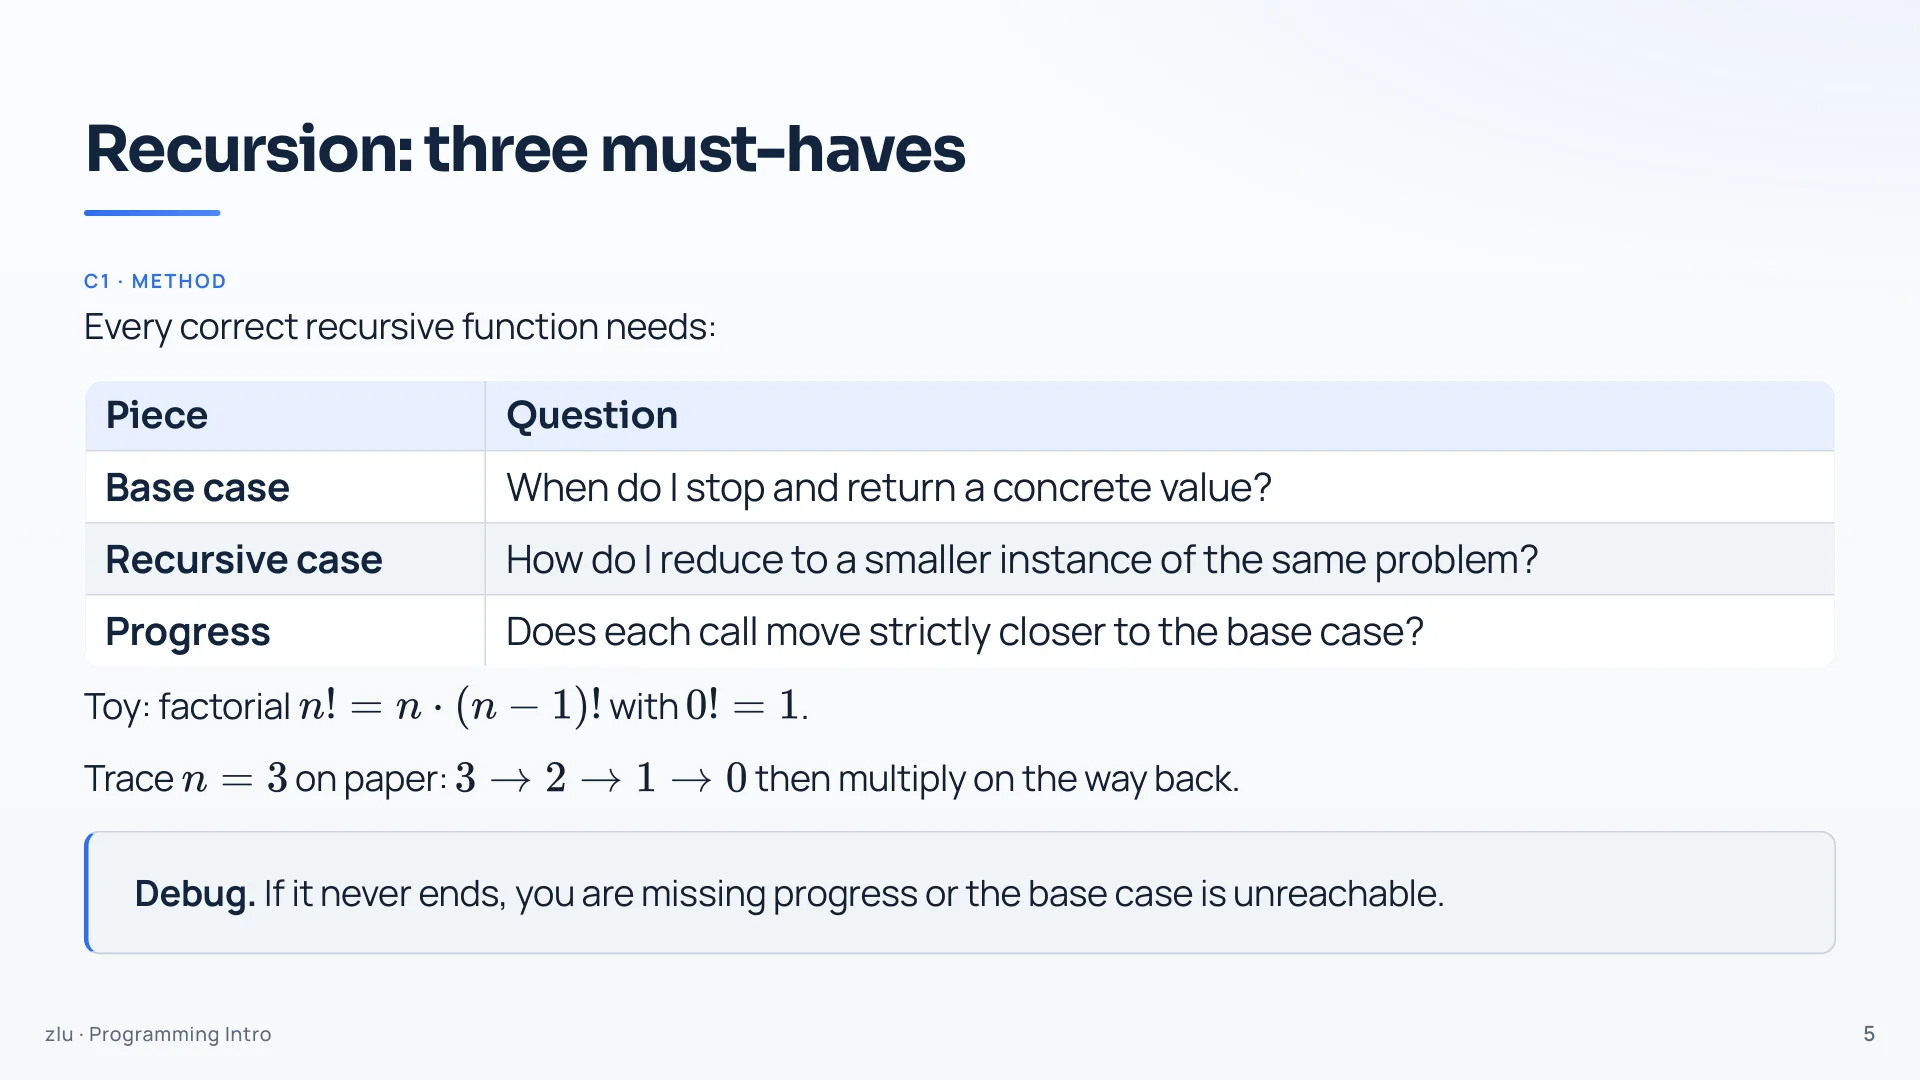 Recursion: three must-haves
C1 · METHOD
Every correct recursive function needs:
Piece Question
Base case When do I stop and return a concrete value?
Recursive case How do I reduce to a smaller instance of the same problem?
Progress Does each call move strictly closer to the base case?
Toy: factorial n! = n · (n − 1)! with 0! = 1.
Trace n = 3 on paper: 3 → 2 → 1 → 0 then multiply on the way back.
Debug. If it never ends, you are missing progress or the base case is unreachable.
zlu · Programming Intro
5